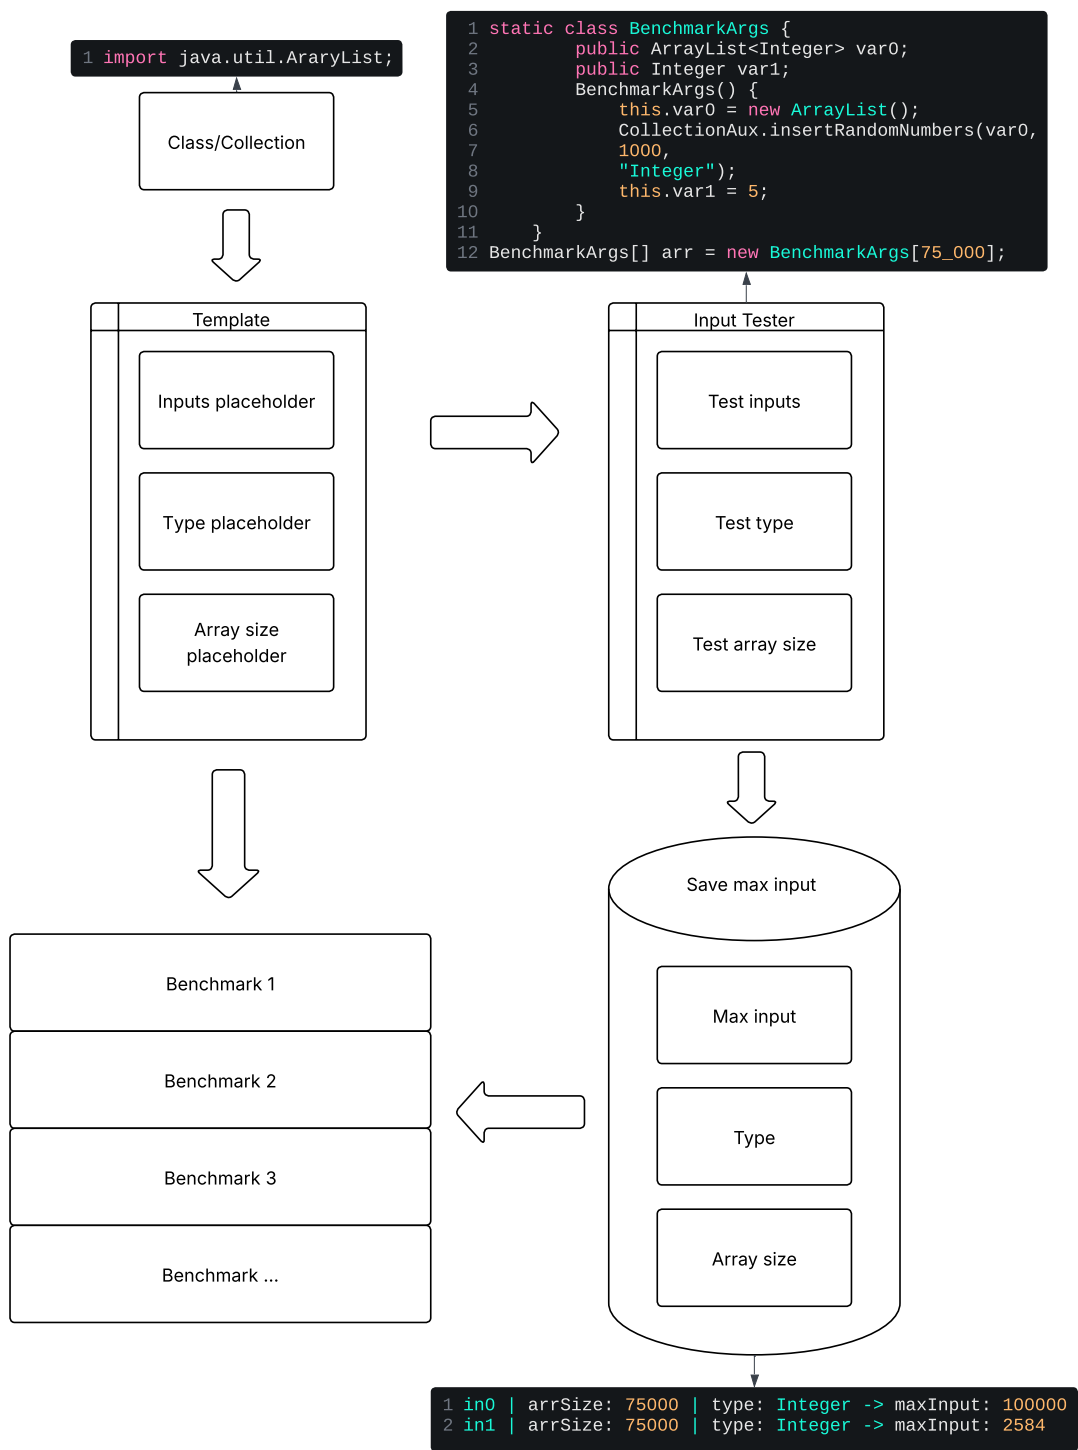 1 import java.util.AraryList;
Class/Collection
1 static class BenchmarkArgs {
2 public ArrayList<Integer> var0;
3 public Integer var1;
4 BenchmarkArgs() {
5 this.var0 = new ArrayList();
6 CollectionAux.insertRandomNumbers(var0,
7 1000,
8 "Integer");
9 this.var1 = 5;
10 }
11 }
12 BenchmarkArgs[] arr = new BenchmarkArgs[75_000];
Template
Inputs placeholder
Type placeholder
Array size
placeholder
Input Tester
Test inputs
Test type
Test array size
Save max input
Max input
Type
Array size
Benchmark 1
Benchmark 2
Benchmark 3
Benchmark ...
1 in0 | arrSize: 75000 | type: Integer -> maxInput: 100000
2 in1 | arrSize: 75000 | type: Integer -> maxInput: 2584